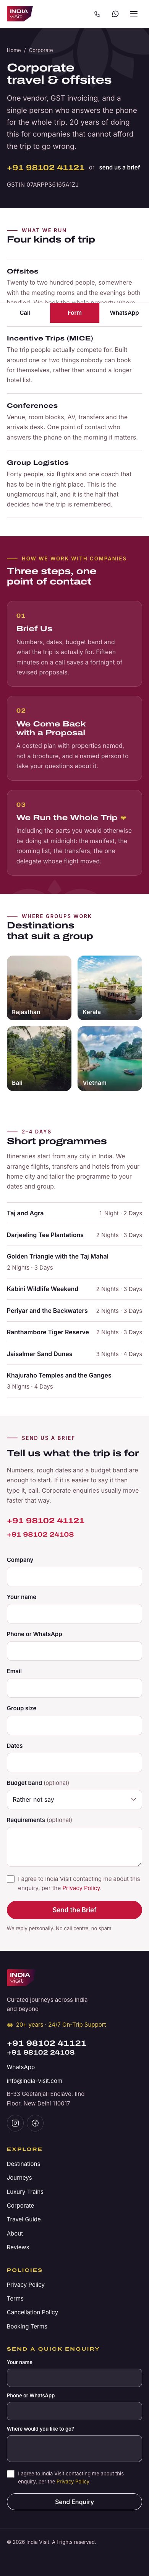 INDIA
visit
Home / Corporate
Corporate
travel & offsites
One vendor, GST invoicing, and a
single person who answers the phone
for the whole trip. 20 years of doing
this for companies that cannot afford
a trip to go wrong.
+91 98102 41121 or send us a brief
GSTIN 07ARPPS6165A1ZJ
WHAT WE RUN
Four kinds of trip
Offsites
Twenty to two hundred people, somewhere
with the meeting rooms and the evenings both
Call
Form
WhatsApp
Incentive Trips (MICE)
The trip people actually compete for. Built
around one or two things nobody can book
for themselves, rather than around a longer
hotel list.
Conferences
Venue, room blocks, AV, transfers and the
arrivals desk. One point of contact who
answers the phone on the morning it matters.
Group Logistics
Forty people, six flights and one coach that
has to be in the right place. This is the
unglamorous half, and it is the half that
decides how the trip is remembered.
HOW WE WORK WITH COMPANIES
Three steps, one
point of contact
01
Brief Us
Numbers, dates, budget band and
what the trip is actually for. Fifteen
minutes on a call saves a fortnight of
revised proposals.
02
We Come Back
with a Proposal
A costed plan with properties named,
not a brochure, and a named person to
take your questions about it.
03
We Run the Whole Trip
Including the parts you would otherwise
be doing at midnight: the manifest, the
rooming list, the transfers, the one
delegate whose flight moved.
WHERE GROUPS WORK
Destinations
that suit a group
Rajasthan
Kerala
Bali
Vietnam
2–4 DAYS
Short programmes
Itineraries that start from any city in India. We
arrange flights, transfers and hotels from your
own city, and tailor the programme to your
dates and group.
Taj and Agra 1 Night · 2 Days
Darjeeling Tea Plantations 2 Nights · 3 Days
Golden Triangle with the Taj Mahal
2 Nights · 3 Days
Kabini Wildlife Weekend 2 Nights · 3 Days
Periyar and the Backwaters 2 Nights · 3 Days
Ranthambore Tiger Reserve 2 Nights · 3 Days
Jaisalmer Sand Dunes 3 Nights · 4 Days
Khajuraho Temples and the Ganges
3 Nights · 4 Days
SEND US A BRIEF
Tell us what the trip is for
Numbers, rough dates and a budget band are
enough to start. If it is easier to say it than
type it, call. Corporate enquiries usually move
faster that way.
+91 98102 41121
+91 98102 24108
Company
Your name
Phone or WhatsApp
Email
Group size
Dates
Budget band (optional)
Rather not say
Requirements (optional)
I agree to India Visit contacting me about this
enquiry, per the Privacy Policy.
Send the Brief
We reply personally. No call centre, no spam.
INDIA
visit
Curated journeys across India
and beyond
20+ years · 24/7 On-Trip Support
+91 98102 41121
+91 98102 24108
WhatsApp
info@india-visit.com
B-33 Geetanjali Enclave, IInd
Floor, New Delhi 110017
EXPLORE
Destinations
Journeys
Luxury Trains
Corporate
Travel Guide
About
Reviews
POLICIES
Privacy Policy
Terms
Cancellation Policy
Booking Terms
SEND A QUICK ENQUIRY
Your name
Phone or WhatsApp
Where would you like to go?
I agree to India Visit contacting me about this
enquiry, per the Privacy Policy.
Send Enquiry
© 2026 India Visit. All rights reserved.